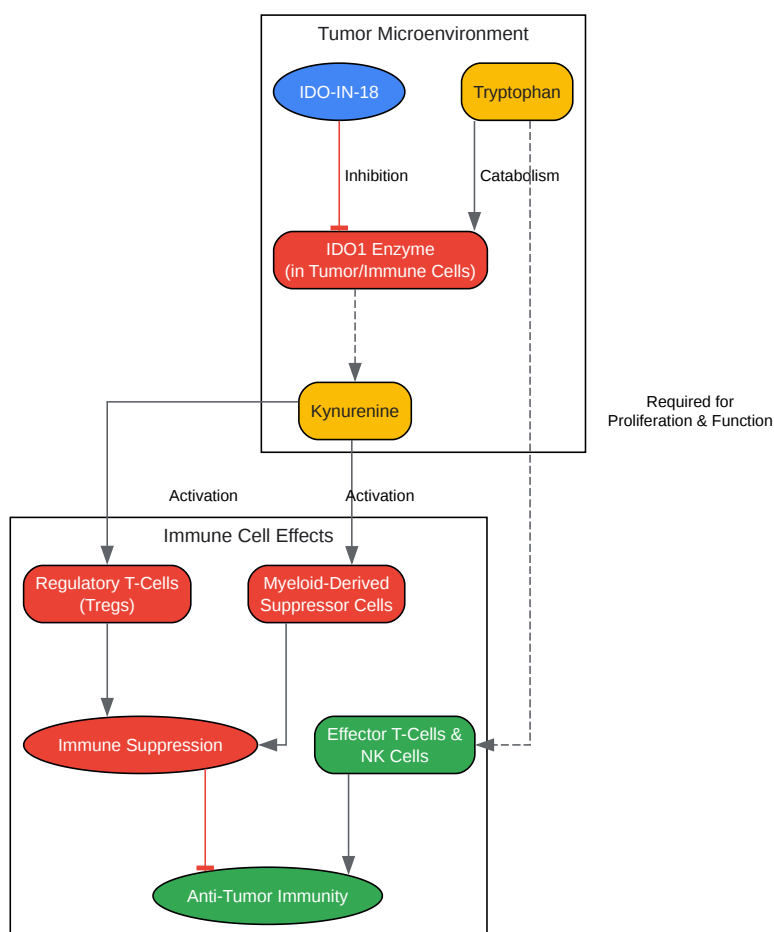 Tumor Microenvironment
IDO-IN-18
Tryptophan
Inhibition
Catabolism
IDO1 Enzyme
(in Tumor/Immune Cells)
Kynurenine
Required for
Proliferation & Function
Activation
Activation
Immune Cell Effects
Regulatory T-Cells
(Tregs)
Myeloid-Derived
Suppressor Cells
Immune Suppression
Effector T-Cells &
NK Cells
Anti-Tumor Immunity